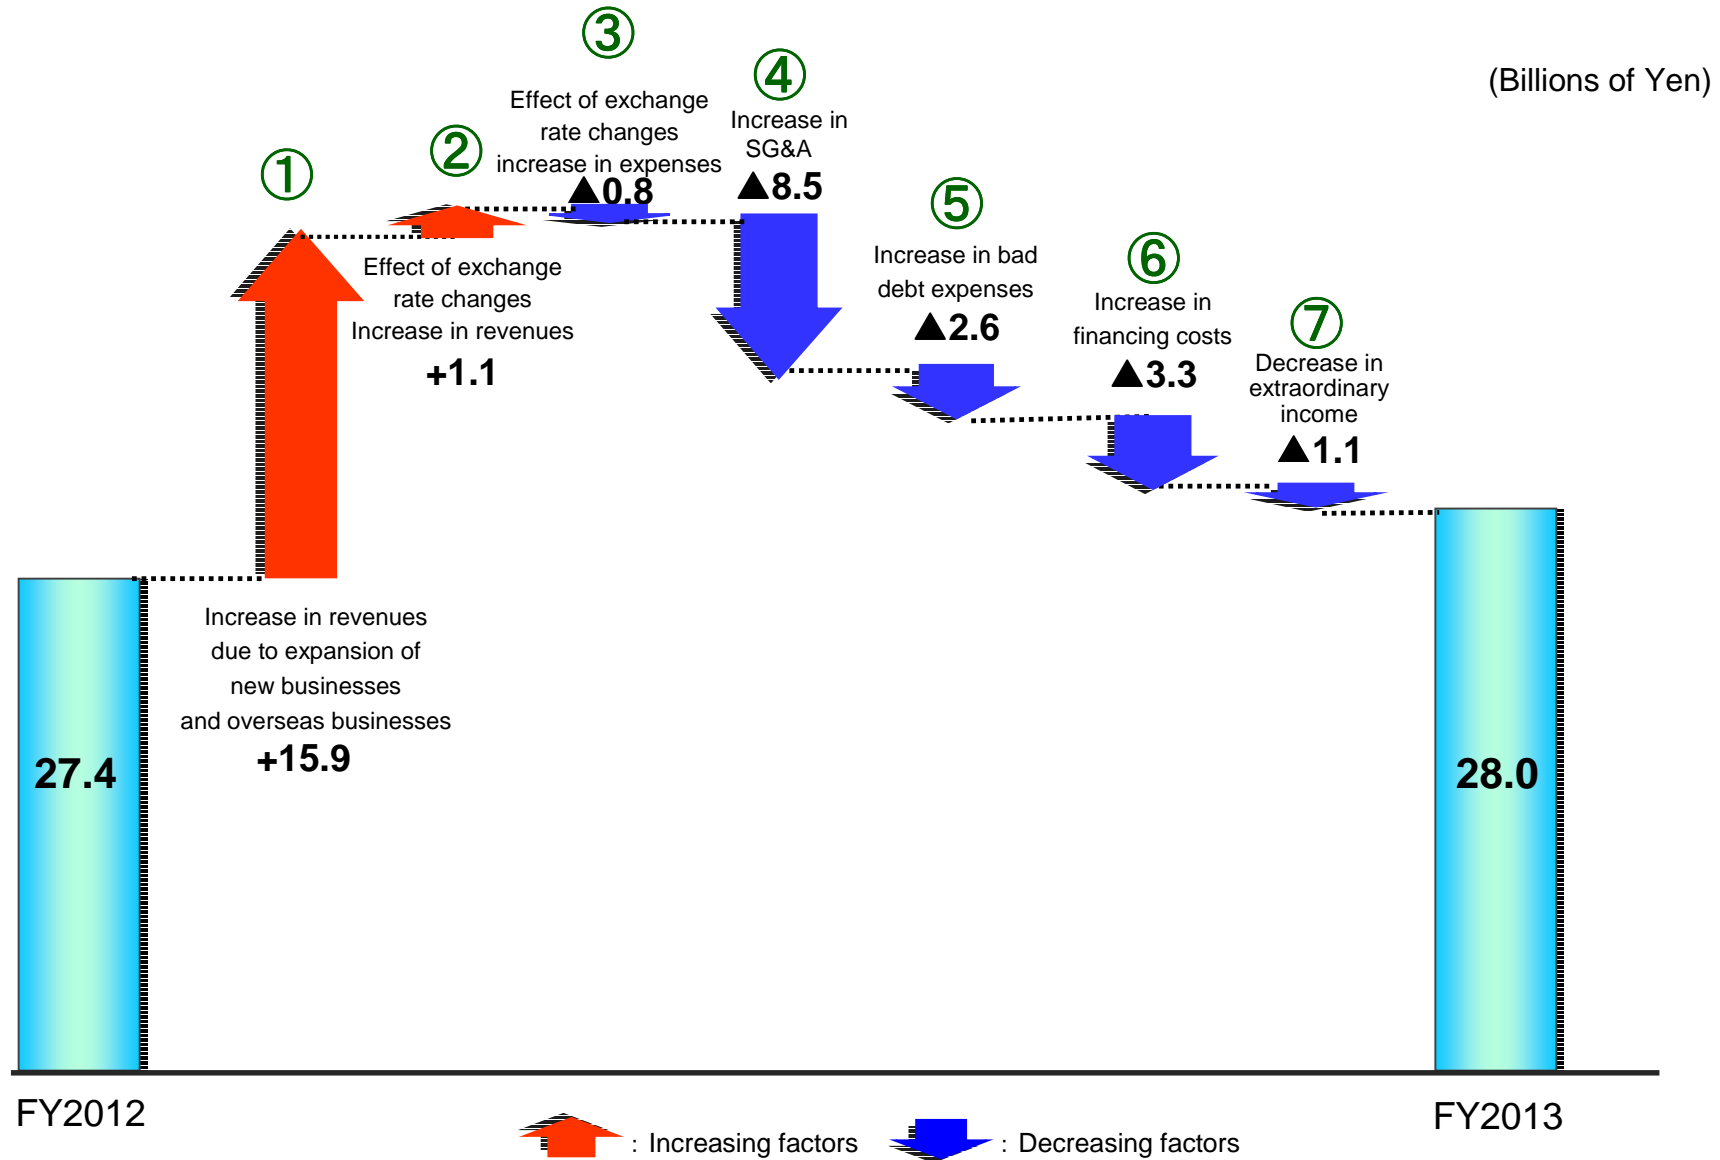 (Billions of Yen)
①
Increase in revenues
due to expansion of
new businesses
and overseas businesses
+15.9
②
Effect of exchange
rate changes
Increase in revenues
+1.1
③
Effect of exchange
rate changes
increase in expenses
▲0.8
④
Increase in
SG&A
▲8.5
⑤
Increase in bad
debt expenses
▲2.6
⑥
Increase in
financing costs
▲3.3
⑦
Decrease in
extraordinary
income
▲1.1
27.4
28.0
FY2012
FY2013
: Increasing factors
: Decreasing factors